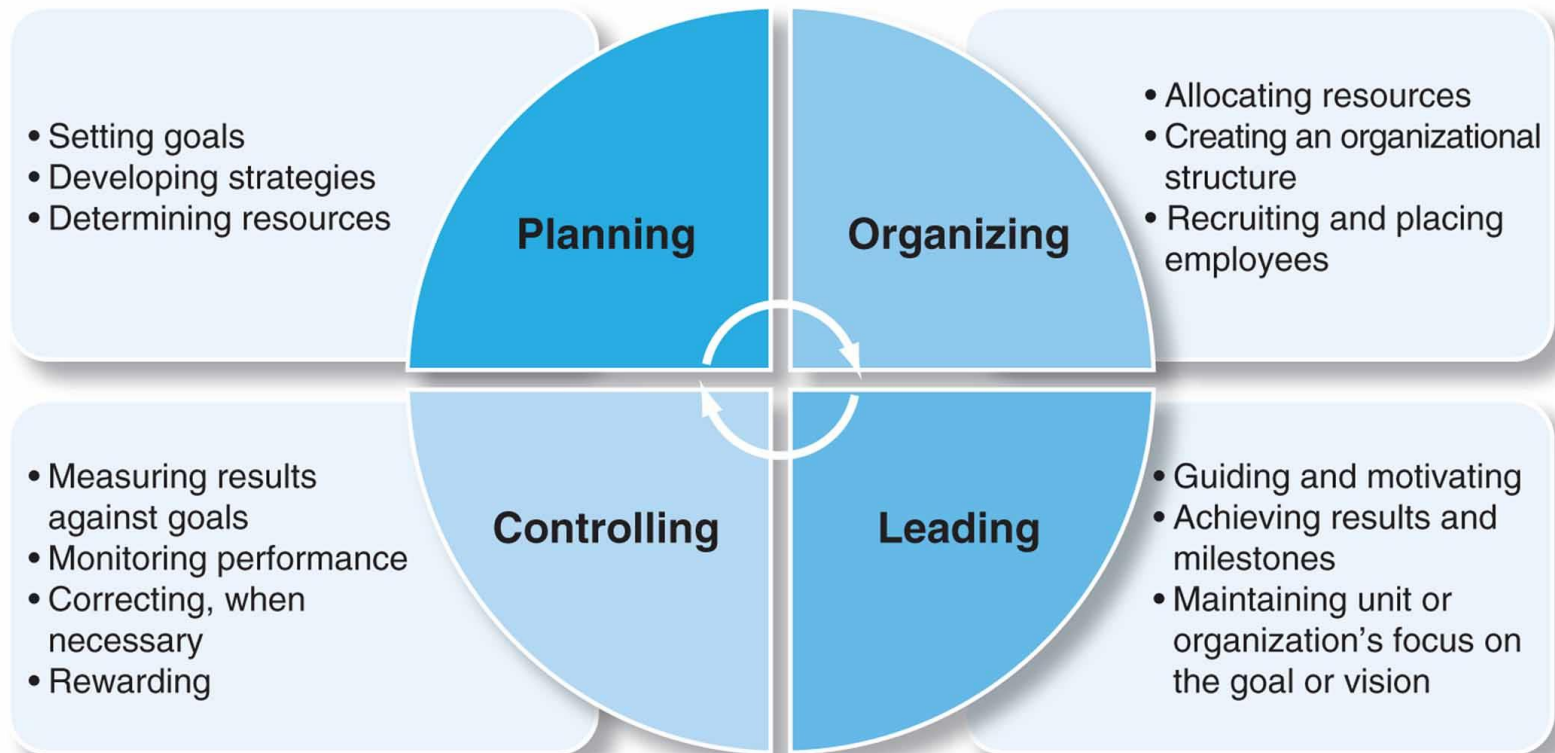 • Setting goals
• Developing strategies
• Determining resources
Planning
Organizing
• Allocating resources
• Creating an organizational
structure
• Recruiting and placing
employees
• Measuring results
against goals
• Monitoring performance
• Correcting, when
necessary
• Rewarding
Controlling
Leading
• Guiding and motivating
• Achieving results and
milestones
• Maintaining unit or
organization’s focus on
the goal or vision